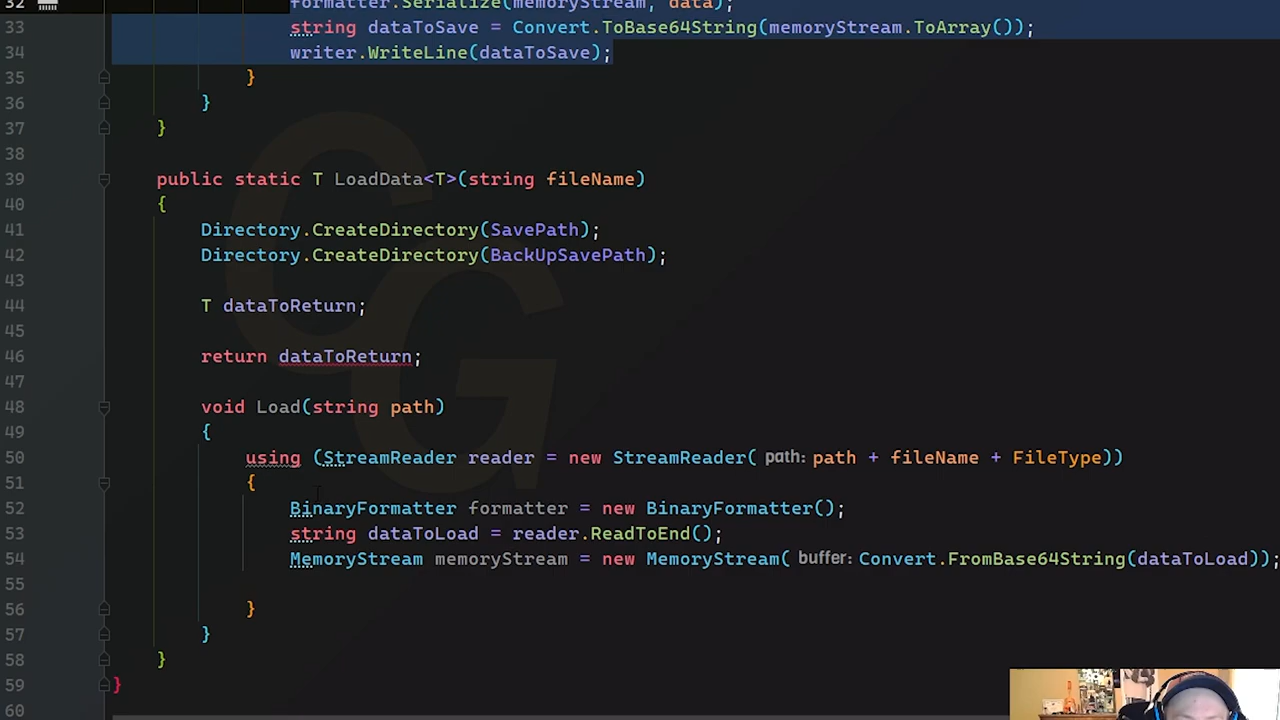 32 formatter.Serialize(memoryStream, data);
33 string dataToSave = Convert.ToBase64String(memoryStream.ToArray());
34 writer.WriteLine(dataToSave);
35 }
36 }
37 }
38
39 public static T LoadData<T>(string fileName)
40 {
41 Directory.CreateDirectory(SavePath);
42 Directory.CreateDirectory(BackUpSavePath);
43
44 T dataToReturn;
45
46 return dataToReturn;
47
48 void Load(string path)
49 {
50 using (StreamReader reader = new StreamReader( path: path + fileName + FileType))
51 {
52 BinaryFormatter formatter = new BinaryFormatter();
53 string dataToLoad = reader.ReadToEnd();
54 MemoryStream memoryStream = new MemoryStream( buffer: Convert.FromBase64String(dataToLoad));
55
56 }
57 }
58 }
59 }
60
CG